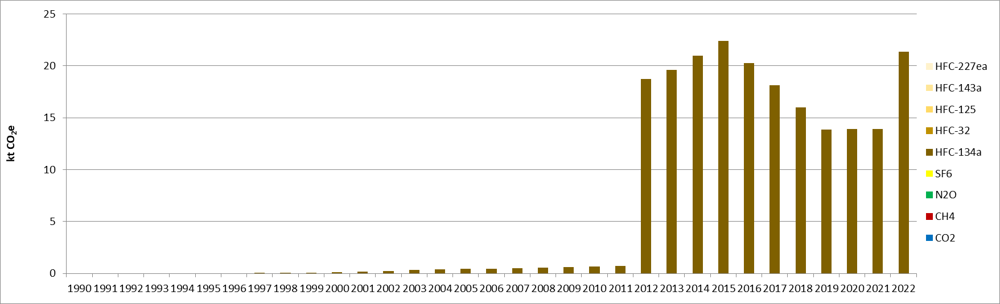 25
20
15
10
5
0
kt CO₂e
1990 1991 1992 1993 1994 1995 1996 1997 1998 1999 2000 2001 2002 2003 2004 2005 2006 2007 2008 2009 2010 2011 2012 2013 2014 2015 2016 2017 2018 2019 2020 2021 2022
HFC-227ea
HFC-143a
HFC-125
HFC-32
HFC-134a
SF6
N2O
CH4
CO2